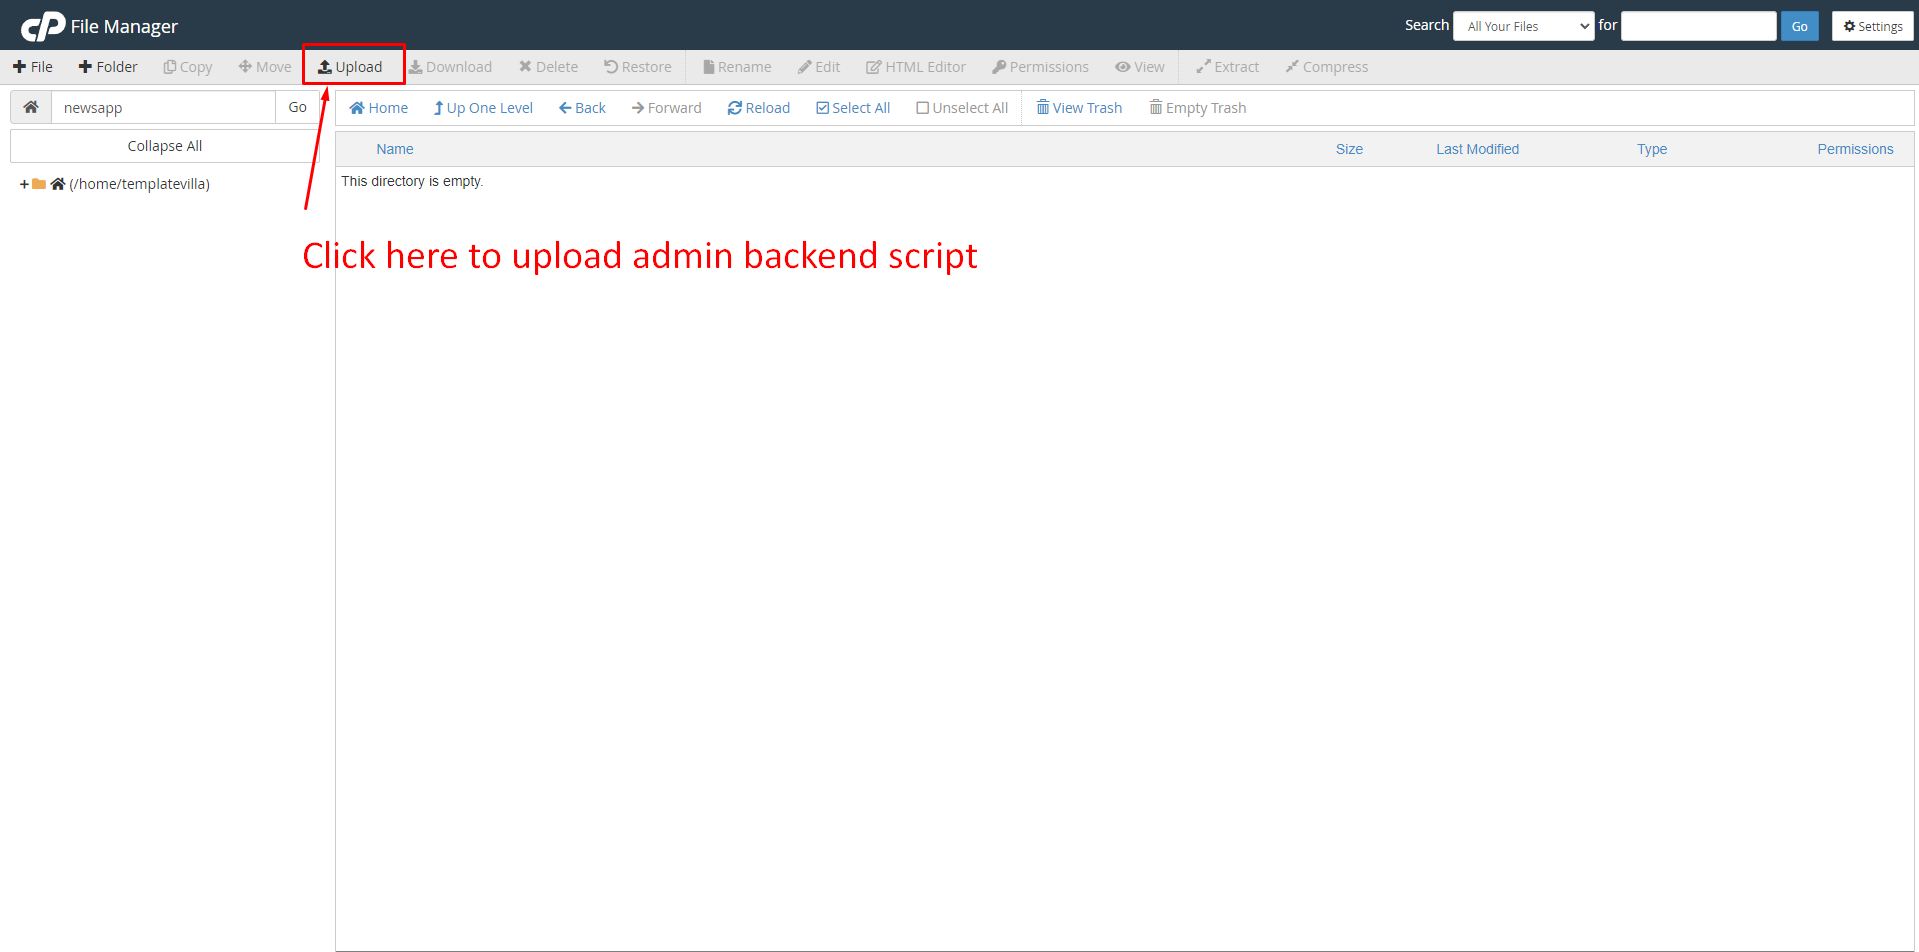 cP File Manager Search All Your Files for Go Settings
File Folder Copy Move Upload Download Delete Restore Rename Edit HTML Editor Permissions View Extract Compress
newsapp Go Home Up One Level Back Forward Reload Select All Unselect All View Trash Empty Trash
Collapse All
Name Size Last Modified Type Permissions
(/home/templatevilla)
This directory is empty.
Click here to upload admin backend script